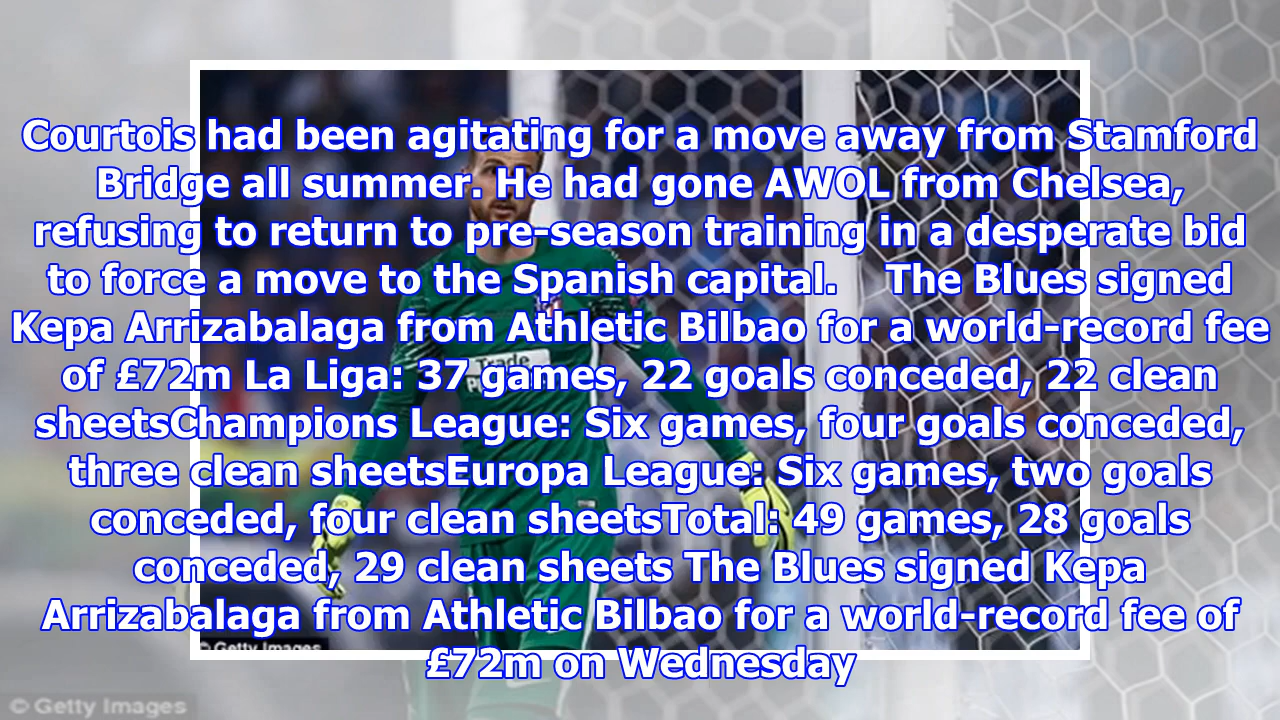 Courtois had been agitating for a move away from Stamford
Bridge all summer. He had gone AWOL from Chelsea,
refusing to return to pre-season training in a desperate bid
to force a move to the Spanish capital.    The Blues signed
Kepa Arrizabalaga from Athletic Bilbao for a world-record fee
of £72m La Liga: 37 games, 22 goals conceded, 22 clean
sheetsChampions League: Six games, four goals conceded,
three clean sheetsEuropa League: Six games, two goals
conceded, four clean sheetsTotal: 49 games, 28 goals
conceded, 29 clean sheets The Blues signed Kepa
Arrizabalaga from Athletic Bilbao for a world-record fee of
£72m on Wednesday
Trade
© Getty Images
© Getty Images